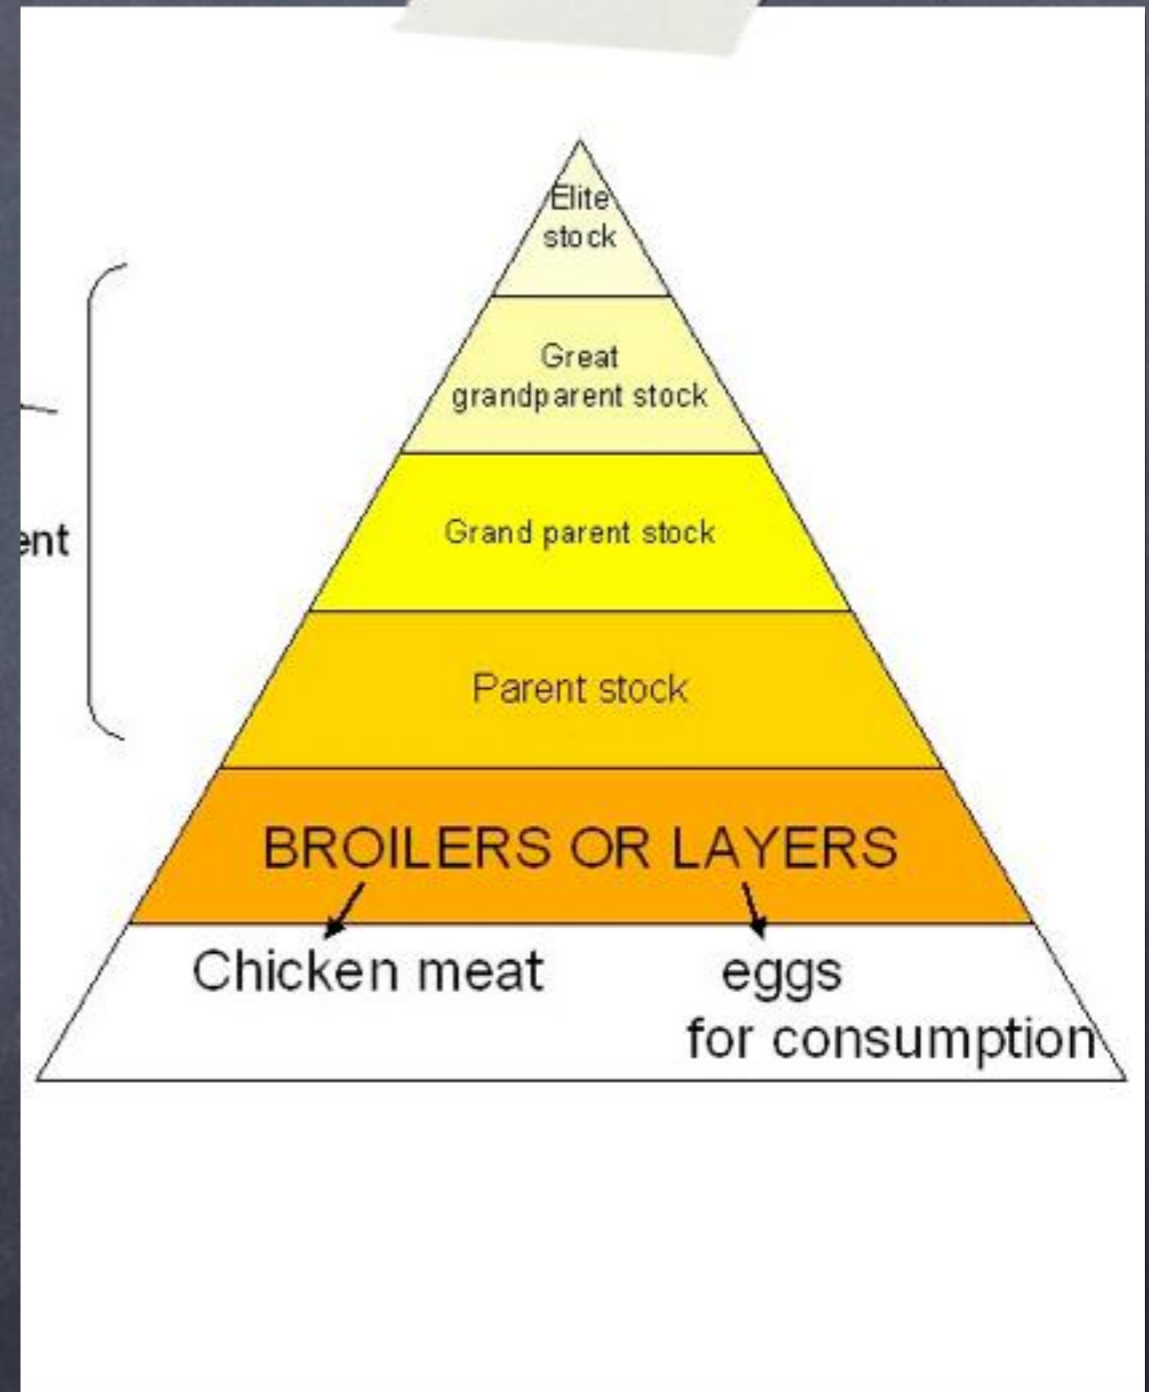 Elite
stock
Great
grandparent stock
Grand parent stock
ent
Parent stock
BROILERS OR LAYERS
Chicken meat eggs
for consumption